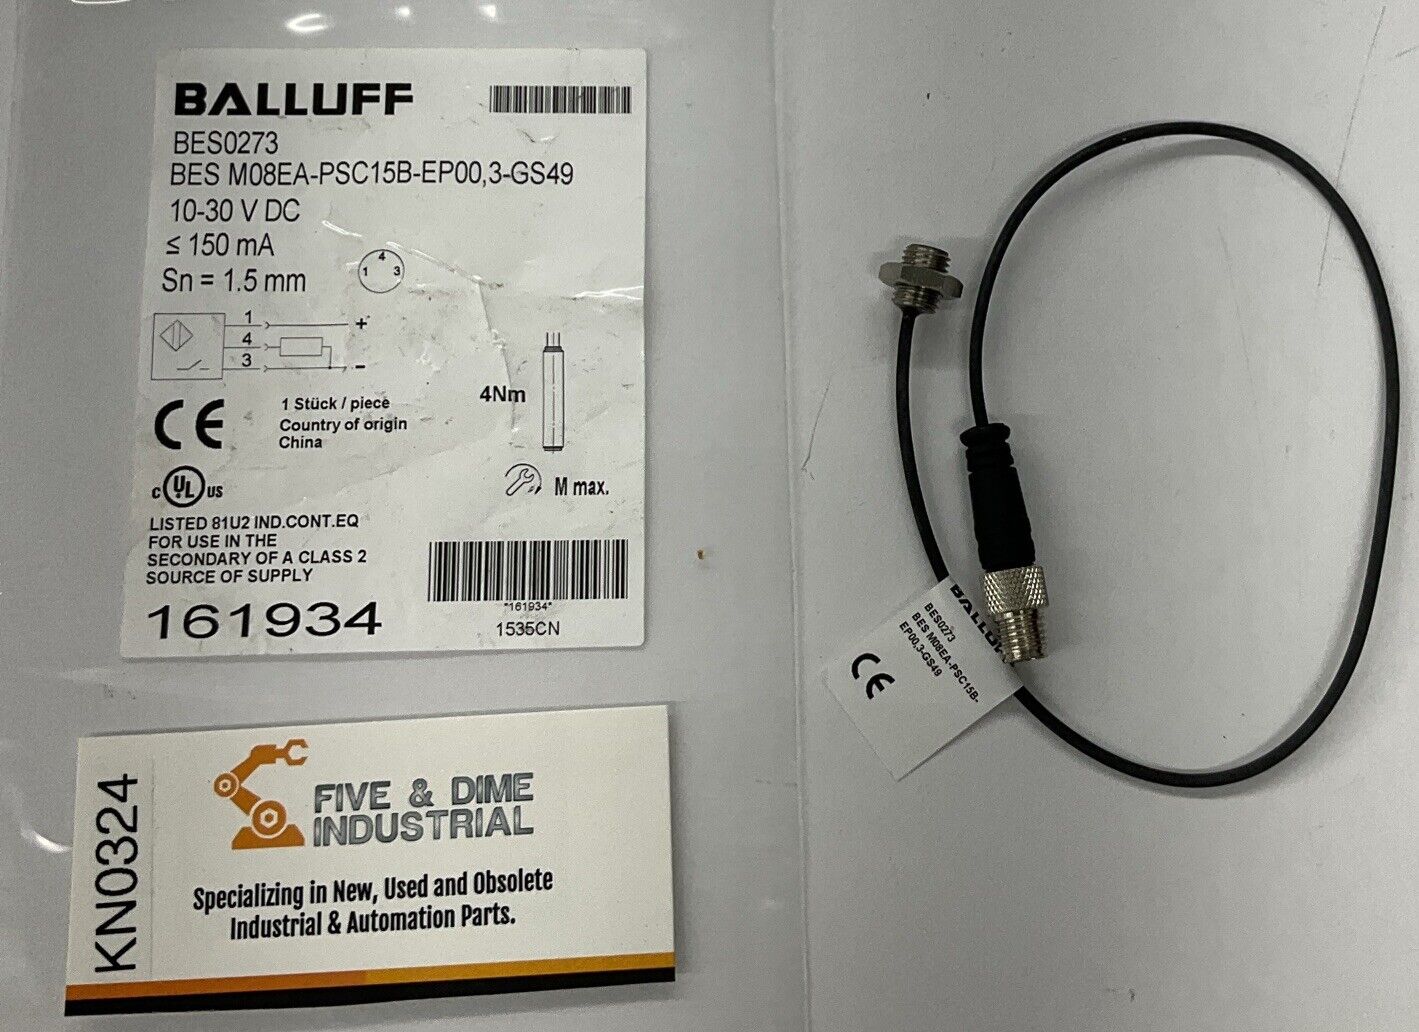 BALLUFF
BES0273
BES M08EA-PSC15B-EP00,3-GS49
10-30 V DC
≤ 150 mA
Sn = 1.5 mm
4
1 3
1 +
4
3 -
4Nm
CE
1 Stück / piece
Country of origin
China
M max.
c UL US
LISTED 81U2 IND.CONT.EQ
FOR USE IN THE
SECONDARY OF A CLASS 2
SOURCE OF SUPPLY
161934
*161934*
1535CN
BALLUFF
BES0273
BES M08EA-PSC15B-
EP00,3-GS49
CE
KN0324
FIVE & DIME
INDUSTRIAL
Specializing in New, Used and Obsolete
Industrial & Automation Parts.